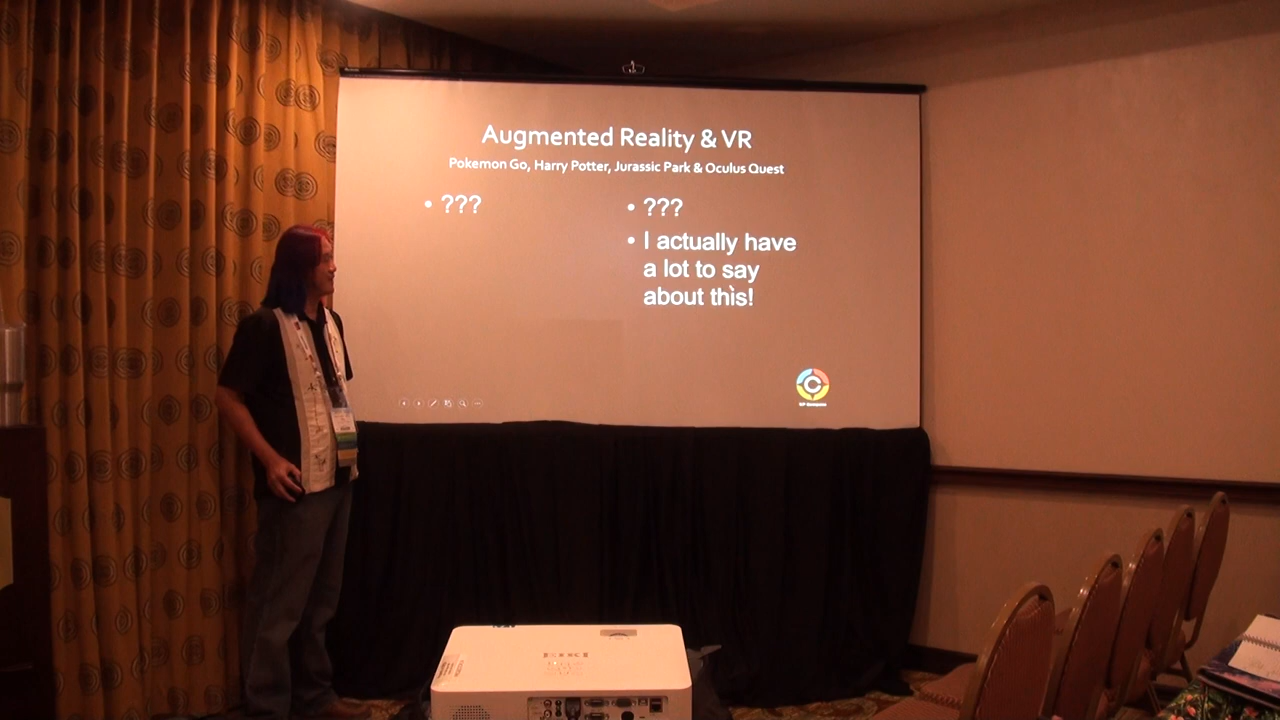 Augmented Reality & VR
Pokemon Go, Harry Potter, Jurassic Park & Oculus Quest
• ???
• ???
• I actually have
a lot to say
about this!
C